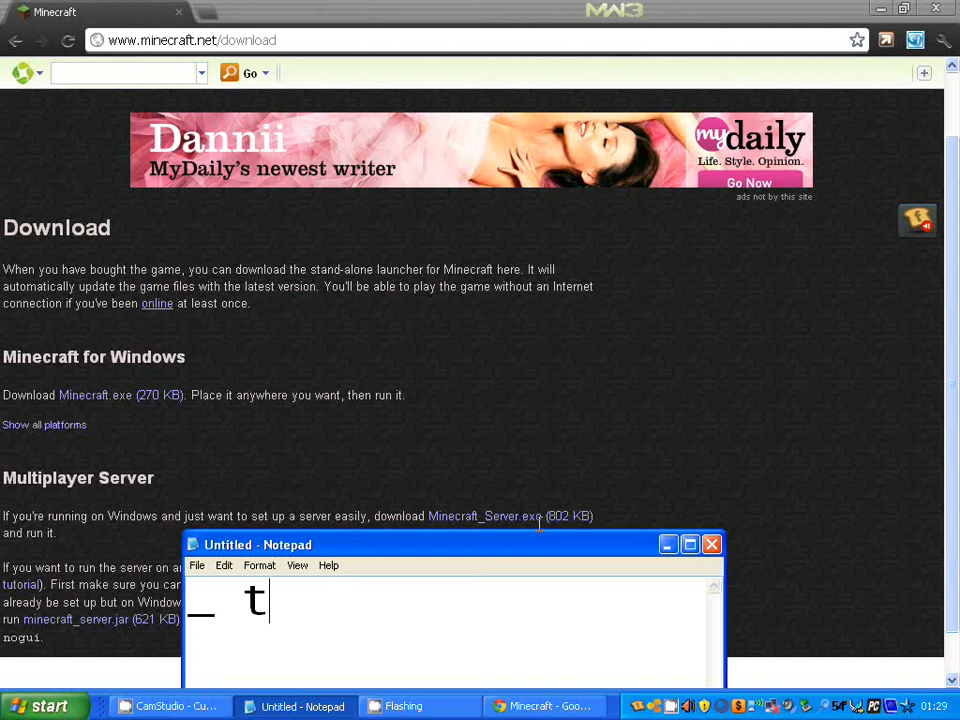 Minecraft
MW3
www.minecraft.net/download
Go
Dannii
MyDaily's newest writer
my daily
Life. Style. Opinion.
Go Now
ads not by this site
Download
When you have bought the game, you can download the stand-alone launcher for Minecraft here. It will
automatically update the game files with the latest version. You'll be able to play the game without an Internet
connection if you've been online at least once.
Minecraft for Windows
Download Minecraft.exe (270 KB). Place it anywhere you want, then run it.
Show all platforms
Multiplayer Server
If you're running on Windows and just want to set up a server easily, download Minecraft_Server.exe (802 KB)
and run it.
If you want to run the server on
tutorial). First make sure you can
already be set up but on Window
run minecraft_server.jar (621 KB)
nogui.
Untitled - Notepad
File Edit Format View Help
_ t
start
CamStudio - Cu...
Untitled - Notepad
Flashing
Minecraft - Goo...
54°
PC
01:29